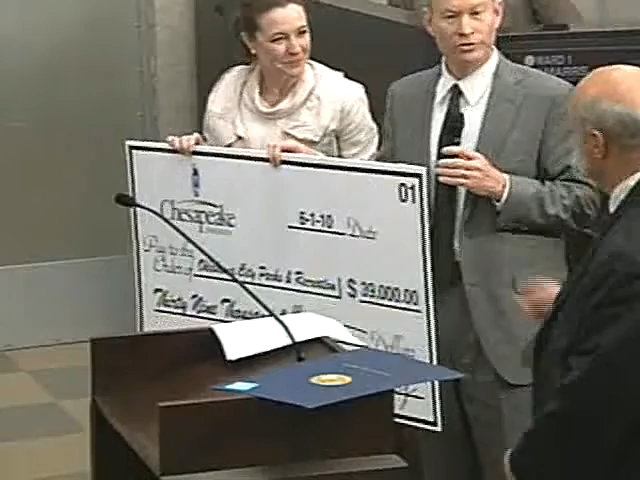 WARD 1
01
Chesapeake
6-1-10 Date
Pay to the
Order of Oklahoma City Parks & Recreation $ 39,000.00
Thirty Nine Thousand
Dollars